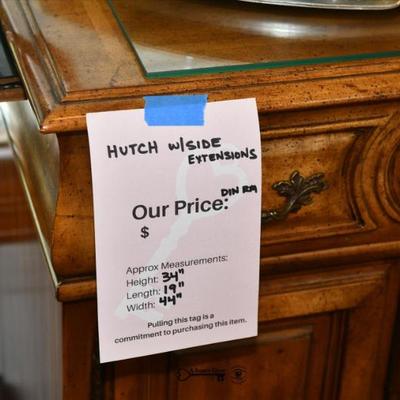 HUTCH W/SIDE
EXTENSIONS
DIN RM
Our Price:
$
Approx Measurements:
Height: 34"
Length: 19"
Width: 44"
Pulling this tag is a
commitment to purchasing this item.